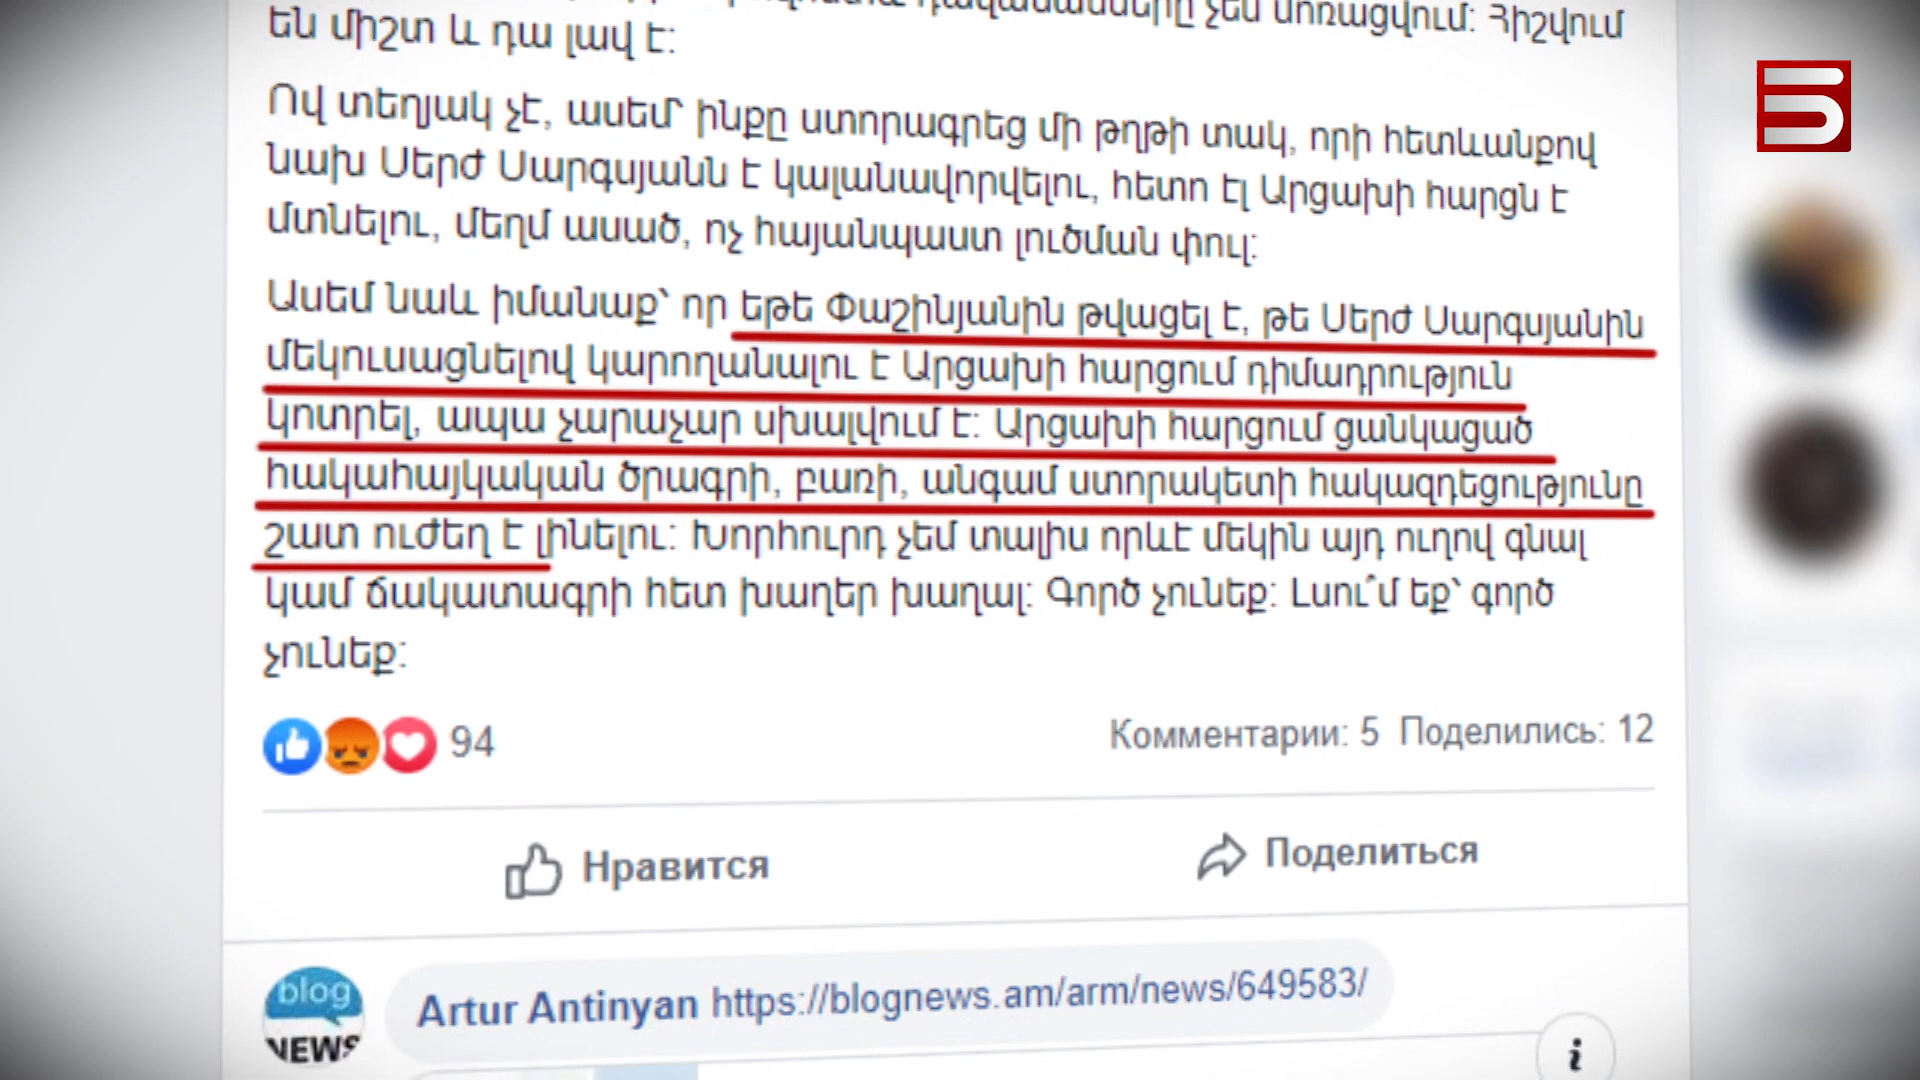 չեն մոռացվում: Հիշվում
են միշտ և դա լավ է:
Ով տեղյակ չէ, ասեմ՝ ինքը ստորագրեց մի թղթի տակ, որի հետևանքով
նախ Սերժ Սարգսյանն է կալանավորվելու, հետո էլ Արցախի հարցն է
մտնելու, մեղմ ասած, ոչ հայանպաստ լուծման փուլ:
Ասեմ նաև իմանաք՝ որ եթե Փաշինյանին թվացել է, թե Սերժ Սարգսյանին
մեկուսացնելով կարողանալու է Արցախի հարցում դիմադրություն
կոտրել, ապա չարաչար սխալվում է: Արցախի հարցում ցանկացած
հակահայկական ծրագրի, բառի, անգամ ստորակետի հակազդեցությունը
շատ ուժեղ է լինելու: Խորհուրդ չեմ տալիս որևէ մեկին այդ ուղով գնալ
կամ ճակատագրի հետ խաղեր խաղալ: Գործ չունեք: Լսու՞մ եք՝ գործ
չունեք:
94 Комментарии: 5 Поделились: 12
Нравится Поделиться
blog
NEWS
Artur Antinyan https://blognews.am/arm/news/649583/
i
5